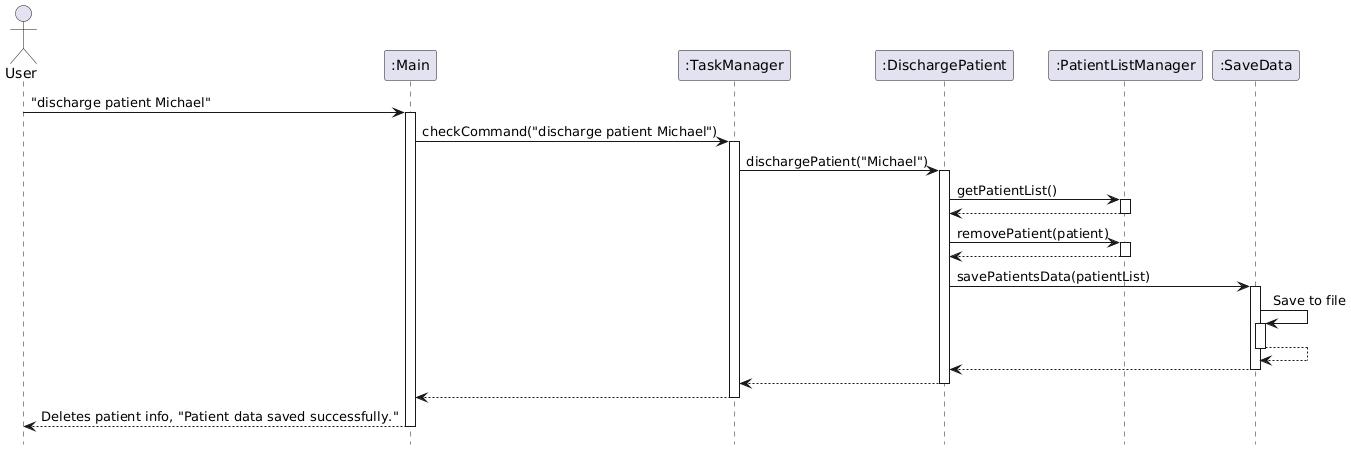 User
:Main
:TaskManager
:DischargePatient
:PatientListManager
:SaveData
"discharge patient Michael"
checkCommand("discharge patient Michael")
dischargePatient("Michael")
getPatientList()
removePatient(patient)
savePatientsData(patientList)
Save to file
Deletes patient info, "Patient data saved successfully."